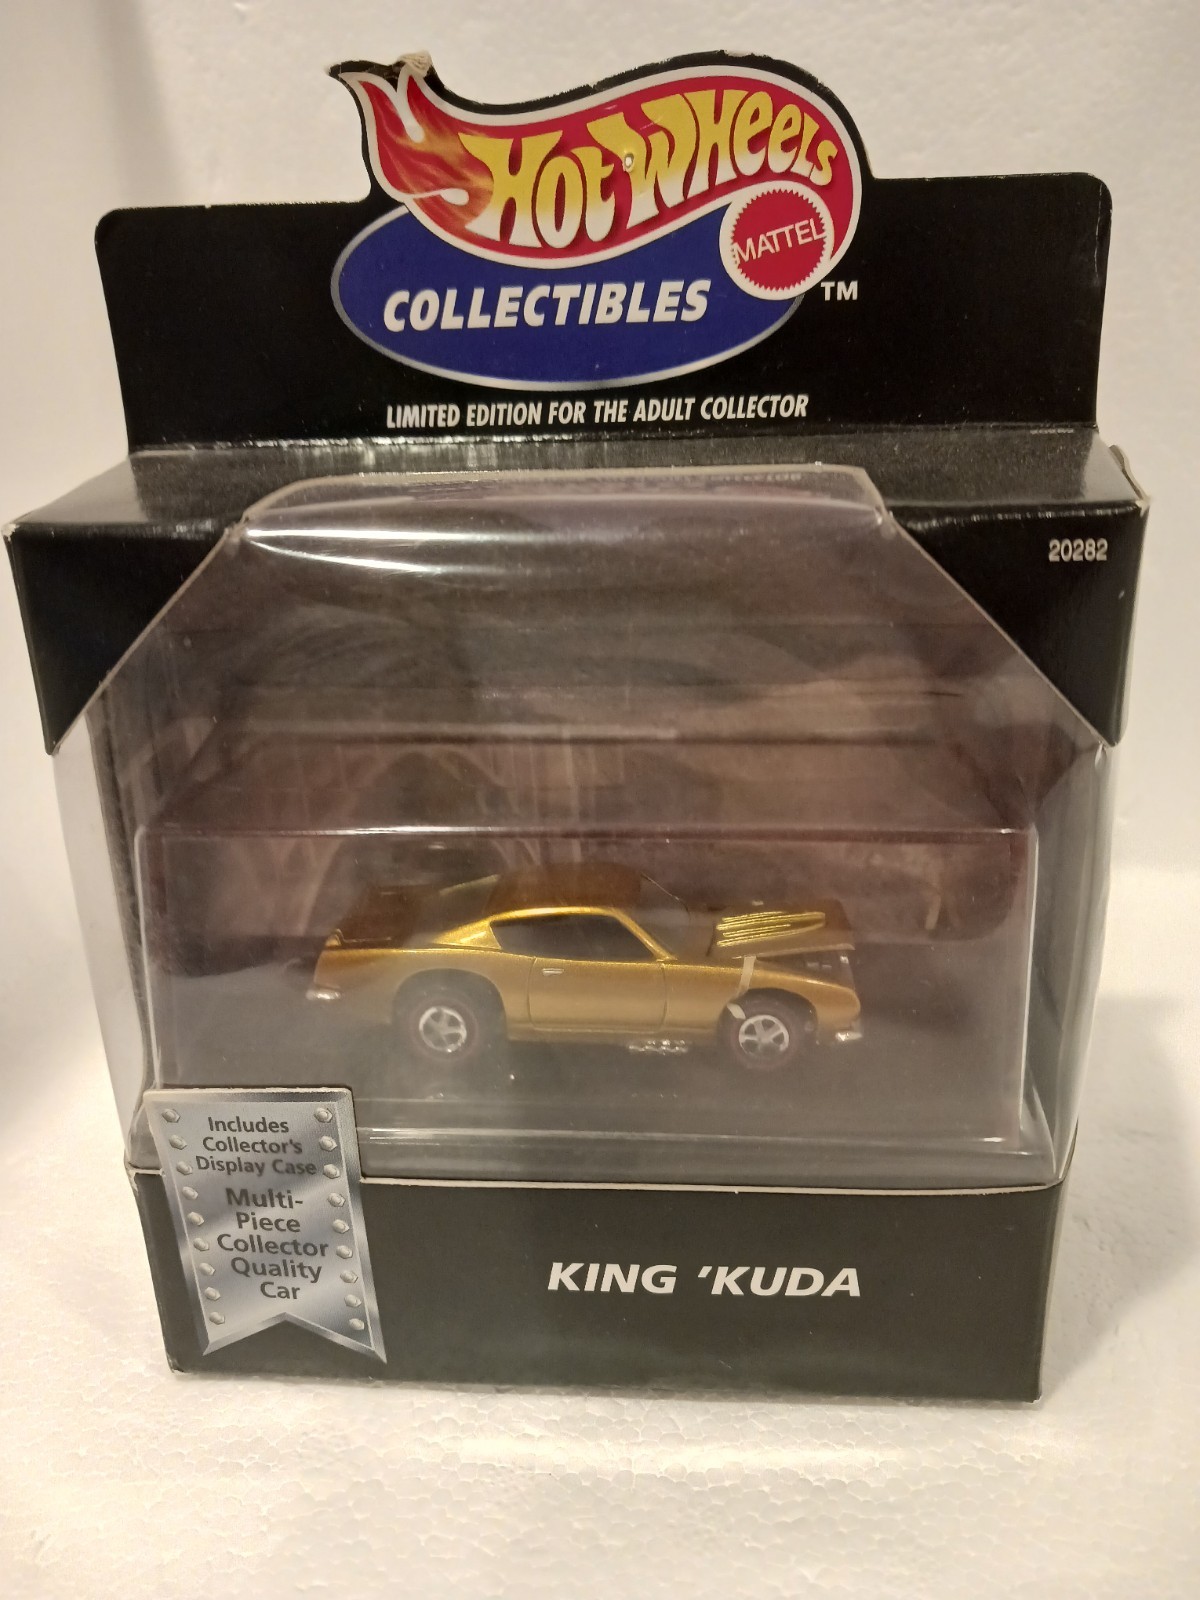 HOT WHEELS
MATTEL
COLLECTIBLES
TM
LIMITED EDITION FOR THE ADULT COLLECTOR
20282
Includes
Collector's
Display Case
Multi-
Piece
Collector
Quality
Car
KING 'KUDA